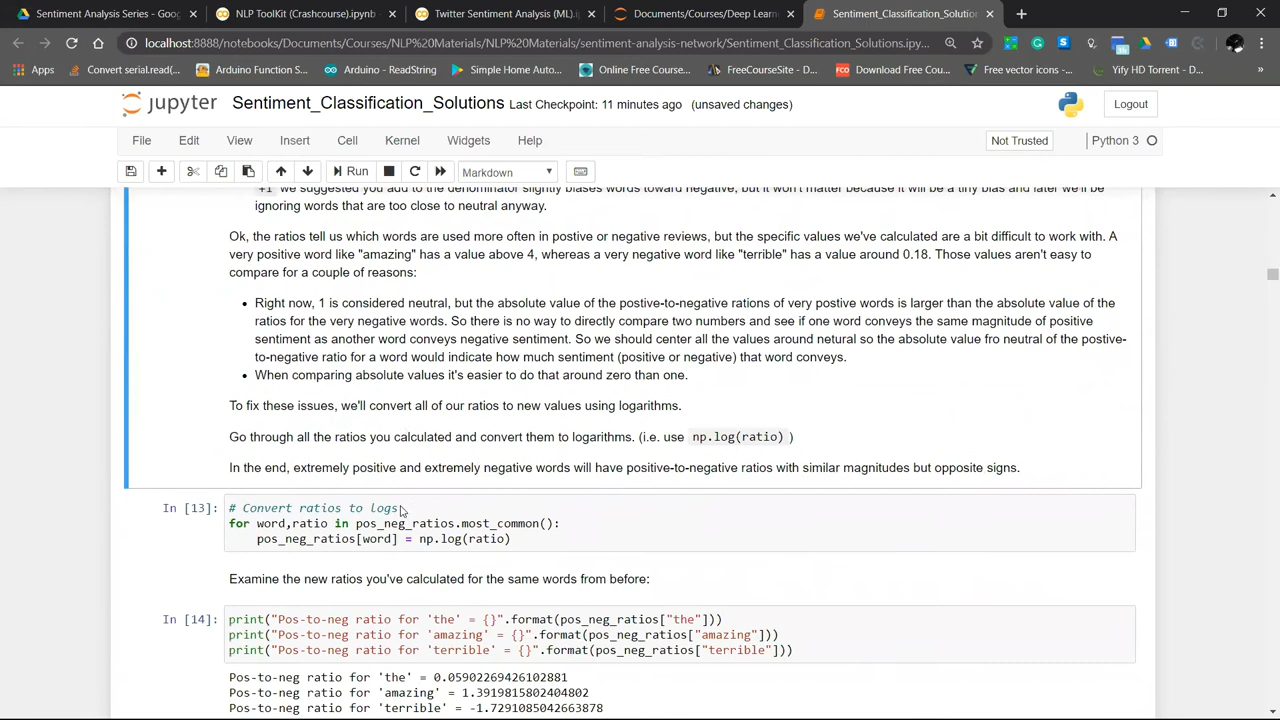 Sentiment Analysis Series - Goog
NLP ToolKit (Crashcourse).ipynb
Twitter Sentiment Analysis (ML).i
Documents/Courses/Deep Learn
Sentiment_Classification_Solution
localhost:8888/notebooks/Documents/Courses/NLP%20Materials/NLP%20Materials/sentiment-analysis-network/Sentiment_Classification_Solutions.ipy...
Apps
Convert serial.read(...
Arduino Function S...
Arduino - ReadString
Simple Home Auto...
Online Free Course...
FreeCourseSite - D...
Download Free Cou...
Free vector icons -...
Yify HD Torrent - D...
jupyter Sentiment_Classification_Solutions Last Checkpoint: 11 minutes ago (unsaved changes)
Logout
File Edit View Insert Cell Kernel Widgets Help
Not Trusted
Python 3
Run
Markdown
+1 we suggested you add to the denominator slightly biases words toward negative, but it won't matter because it will be a tiny bias and later we'll be
ignoring words that are too close to neutral anyway.
Ok, the ratios tell us which words are used more often in postive or negative reviews, but the specific values we've calculated are a bit difficult to work with. A
very positive word like "amazing" has a value above 4, whereas a very negative word like "terrible" has a value around 0.18. Those values aren't easy to
compare for a couple of reasons:
Right now, 1 is considered neutral, but the absolute value of the postive-to-negative rations of very postive words is larger than the absolute value of the
ratios for the very negative words. So there is no way to directly compare two numbers and see if one word conveys the same magnitude of positive
sentiment as another word conveys negative sentiment. So we should center all the values around netural so the absolute value fro neutral of the postive-
to-negative ratio for a word would indicate how much sentiment (positive or negative) that word conveys.
When comparing absolute values it's easier to do that around zero than one.
To fix these issues, we'll convert all of our ratios to new values using logarithms.
Go through all the ratios you calculated and convert them to logarithms. (i.e. use np.log(ratio) )
In the end, extremely positive and extremely negative words will have positive-to-negative ratios with similar magnitudes but opposite signs.
In [13]: # Convert ratios to logs
for word,ratio in pos_neg_ratios.most_common():
pos_neg_ratios[word] = np.log(ratio)
Examine the new ratios you've calculated for the same words from before:
In [14]: print("Pos-to-neg ratio for 'the' = {}".format(pos_neg_ratios["the"]))
print("Pos-to-neg ratio for 'amazing' = {}".format(pos_neg_ratios["amazing"]))
print("Pos-to-neg ratio for 'terrible' = {}".format(pos_neg_ratios["terrible"]))
Pos-to-neg ratio for 'the' = 0.05902269426102881
Pos-to-neg ratio for 'amazing' = 1.3919815802404802
Pos-to-neg ratio for 'terrible' = -1.7291085042663878